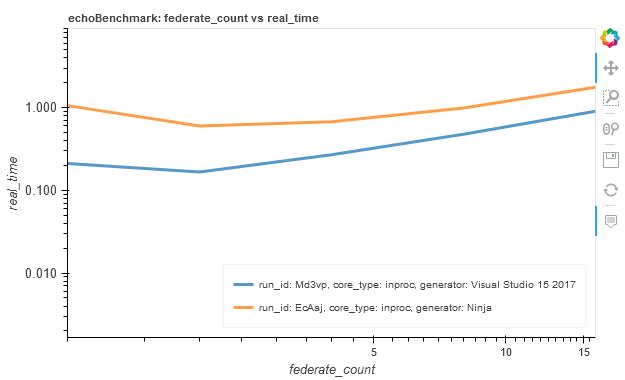 echoBenchmark: federate_count vs real_time
real_time
1.000
0.100
0.010
run_id: Md3vp, core_type: inproc, generator: Visual Studio 15 2017
run_id: EcAaj, core_type: inproc, generator: Ninja
5
10
15
federate_count